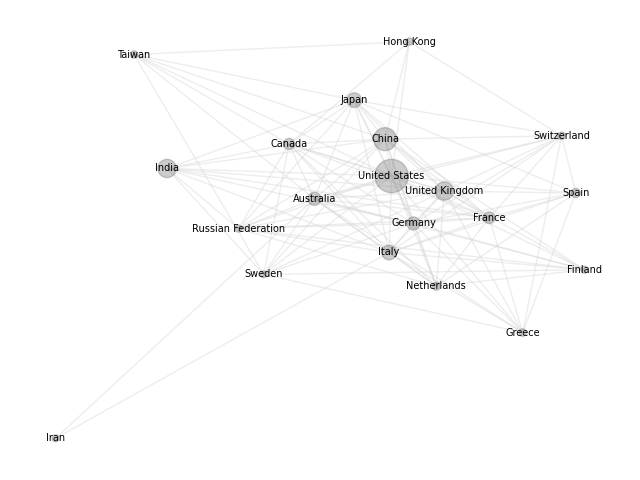 Hong Kong
Taiwan
Japan
Switzerland
China
Canada
India
United States
United Kingdom
Spain
Australia
France
Germany
Russian Federation
Italy
Finland
Sweden
Netherlands
Greece
Iran